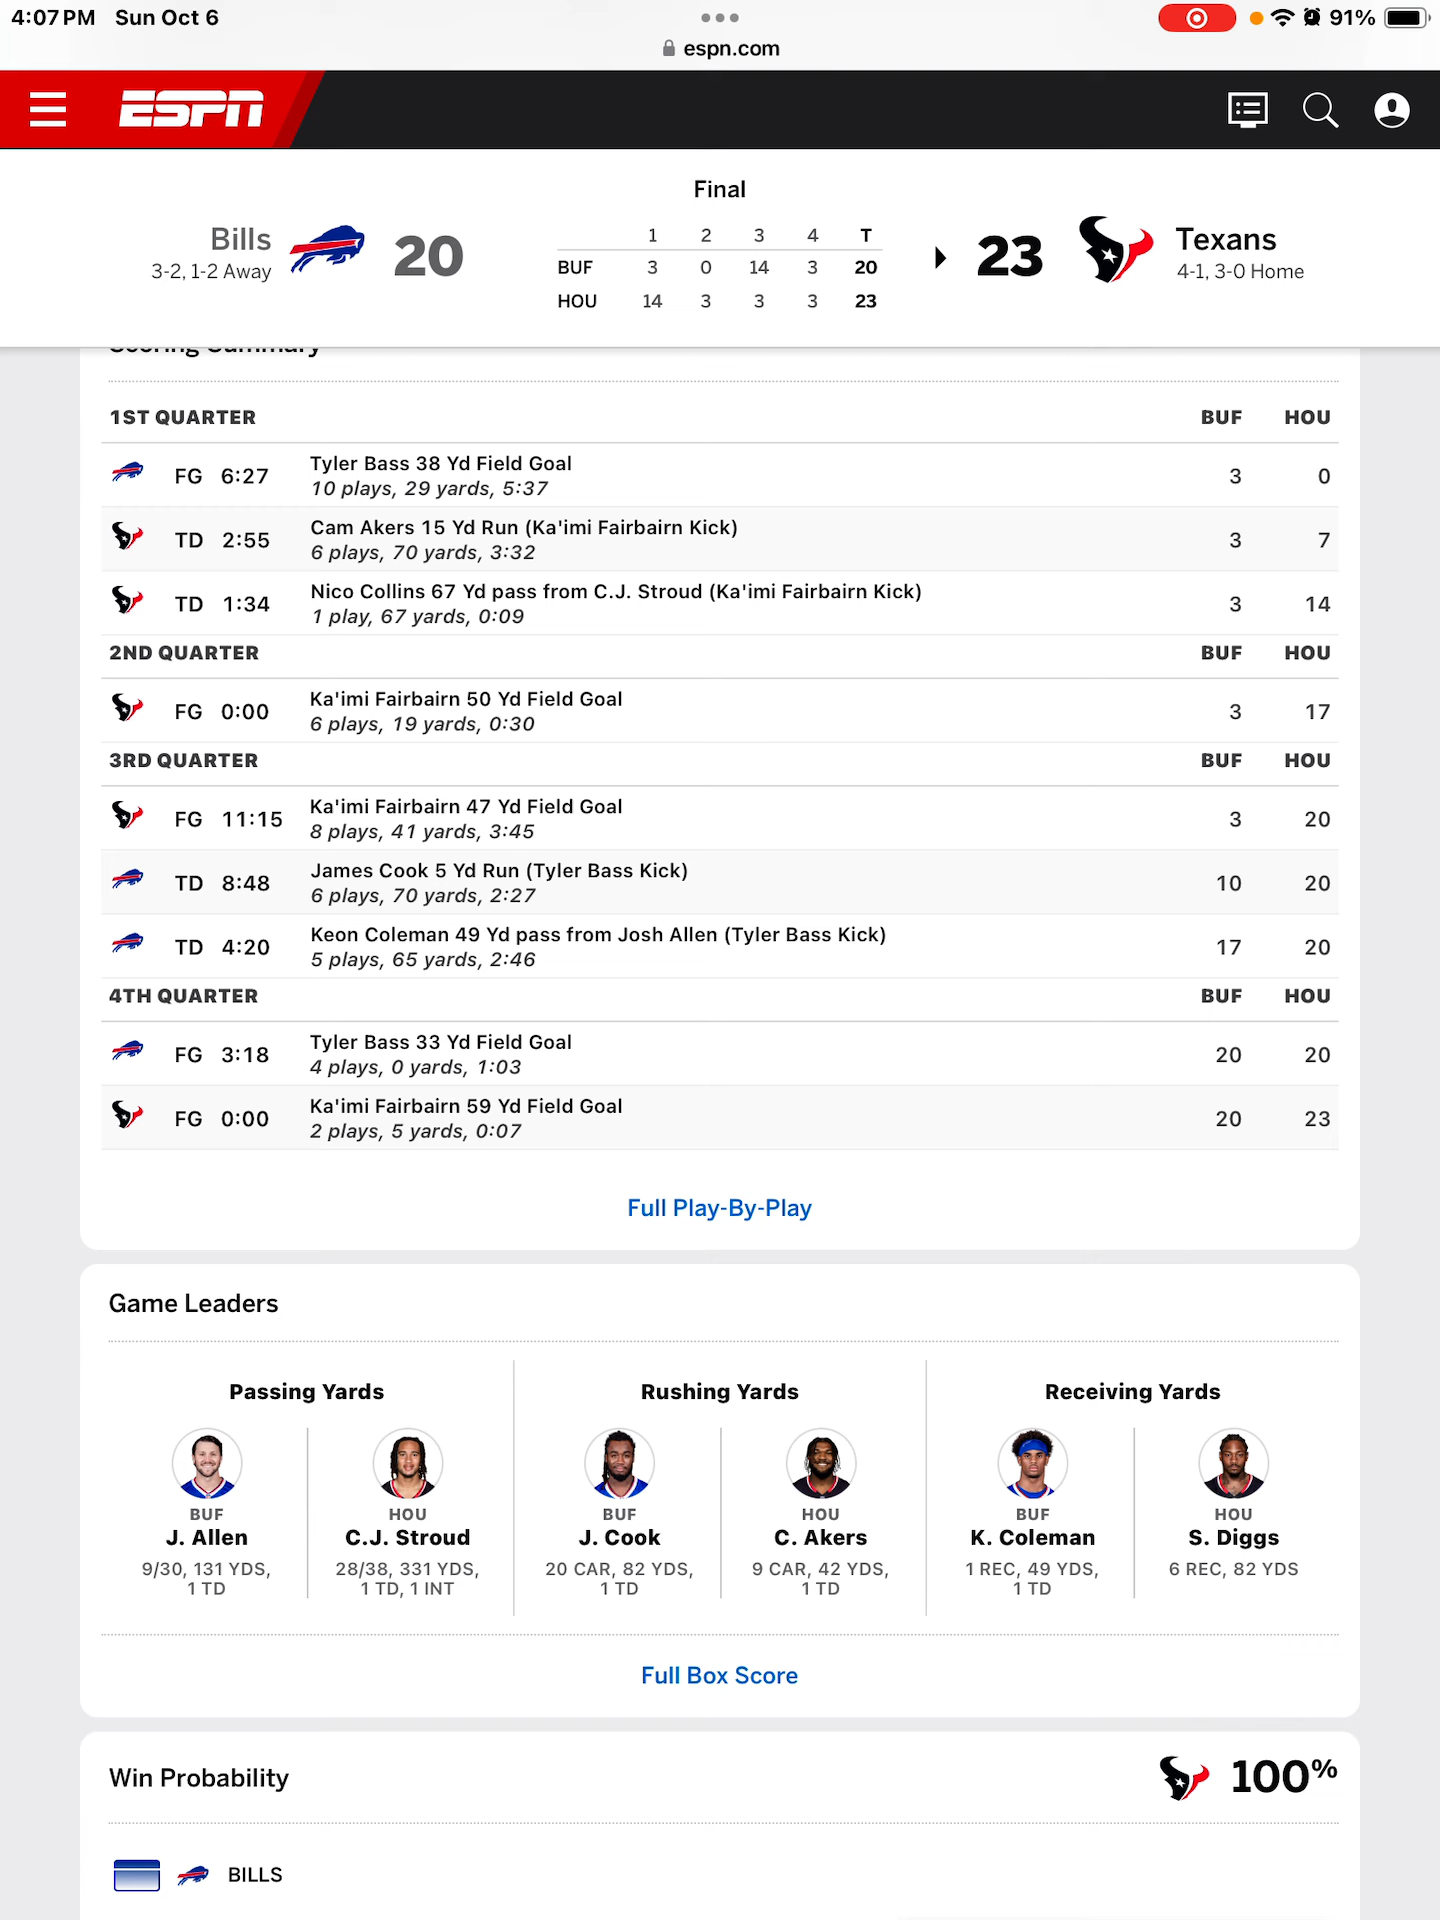 4:07 PM Sun Oct 6
91%
espn.com
ESPN
Final
Bills
3-2, 1-2 Away
20
1 2 3 4 T
BUF 3 0 14 3 20
HOU 14 3 3 3 23
23
Texans
4-1, 3-0 Home
Scoring Summary
1ST QUARTER BUF HOU
FG 6:27 Tyler Bass 38 Yd Field Goal 3 0
10 plays, 29 yards, 5:37
TD 2:55 Cam Akers 15 Yd Run (Ka'imi Fairbairn Kick) 3 7
6 plays, 70 yards, 3:32
TD 1:34 Nico Collins 67 Yd pass from C.J. Stroud (Ka'imi Fairbairn Kick) 3 14
1 play, 67 yards, 0:09
2ND QUARTER BUF HOU
FG 0:00 Ka'imi Fairbairn 50 Yd Field Goal 3 17
6 plays, 19 yards, 0:30
3RD QUARTER BUF HOU
FG 11:15 Ka'imi Fairbairn 47 Yd Field Goal 3 20
8 plays, 41 yards, 3:45
TD 8:48 James Cook 5 Yd Run (Tyler Bass Kick) 10 20
6 plays, 70 yards, 2:27
TD 4:20 Keon Coleman 49 Yd pass from Josh Allen (Tyler Bass Kick) 17 20
5 plays, 65 yards, 2:46
4TH QUARTER BUF HOU
FG 3:18 Tyler Bass 33 Yd Field Goal 20 20
4 plays, 0 yards, 1:03
FG 0:00 Ka'imi Fairbairn 59 Yd Field Goal 20 23
2 plays, 5 yards, 0:07
Full Play-By-Play
Game Leaders
Passing Yards
BUF
J. Allen
9/30, 131 YDS,
1 TD
HOU
C.J. Stroud
28/38, 331 YDS,
1 TD, 1 INT
Rushing Yards
BUF
J. Cook
20 CAR, 82 YDS,
1 TD
HOU
C. Akers
9 CAR, 42 YDS,
1 TD
Receiving Yards
BUF
K. Coleman
1 REC, 49 YDS,
1 TD
HOU
S. Diggs
6 REC, 82 YDS
Full Box Score
Win Probability
100%
BILLS